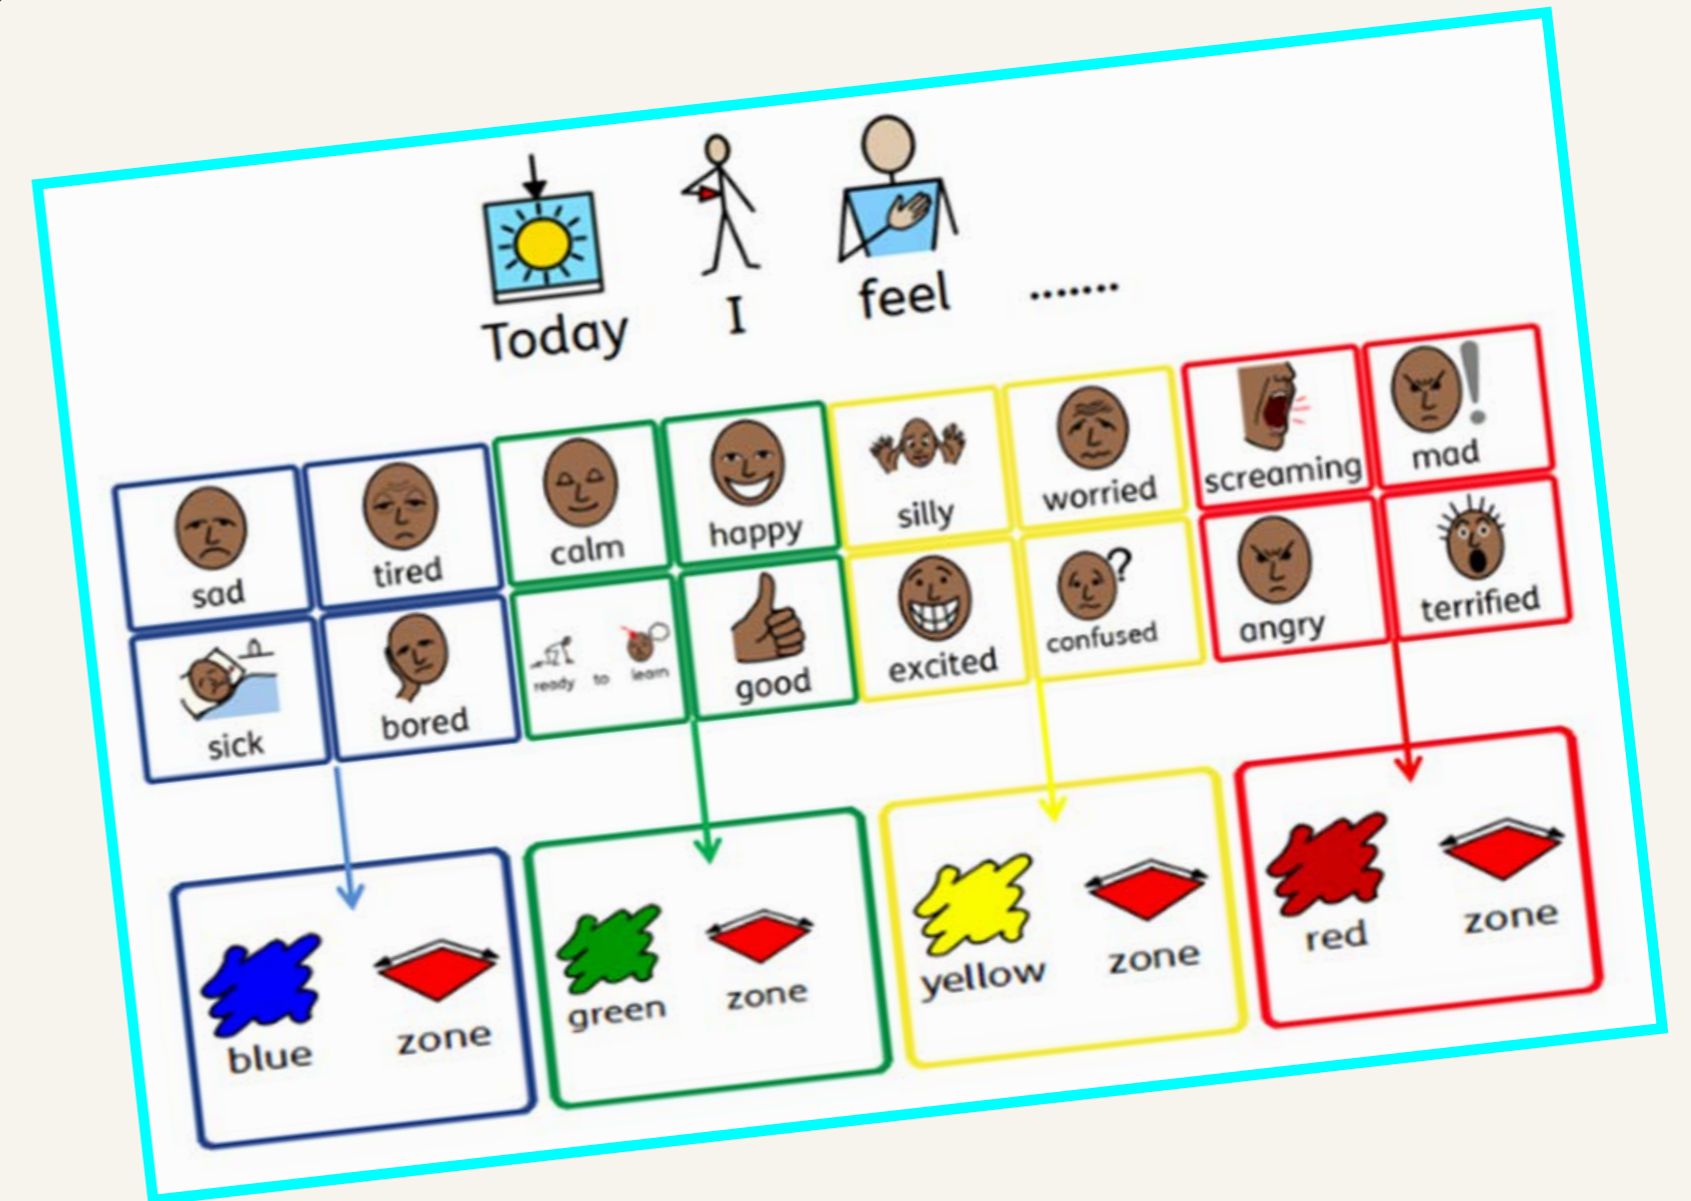 Today I feel .......
sad tired calm happy silly worried screaming mad
sick bored ready to learn good excited confused angry terrified
blue zone green zone yellow zone red zone